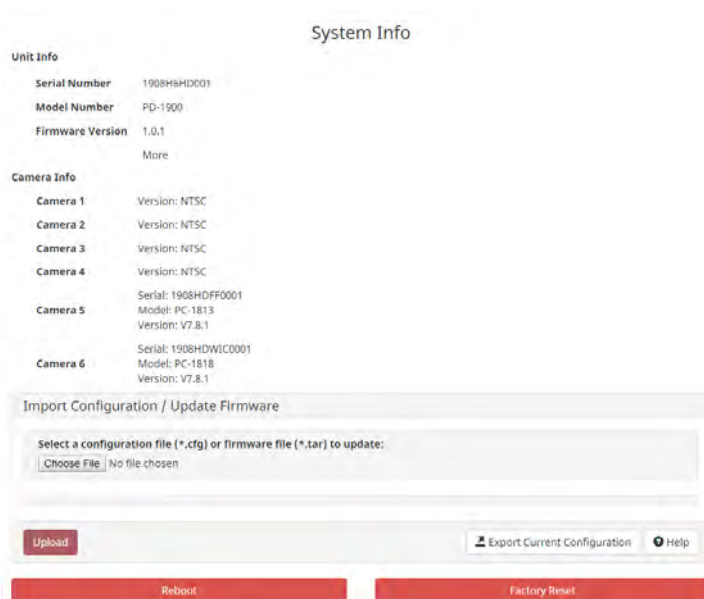 System Info
Unit Info
Serial Number 1908H6HD001
Model Number PD-1900
Firmware Version 1.0.1
More
Camera Info
Camera 1 Version: NTSC
Camera 2 Version: NTSC
Camera 3 Version: NTSC
Camera 4 Version: NTSC
Serial: 1908HDFF0001
Camera 5 Model: PC-1813
Version: V7.8.1
Serial: 1908HDWIC0001
Camera 6 Model: PC-1818
Version: V7.8.1
Import Configuration / Update Firmware
Select a configuration file (*.cfg) or firmware file (*.tar) to update:
Choose File No file chosen
Upload Export Current Configuration Help
Reboot Factory Reset